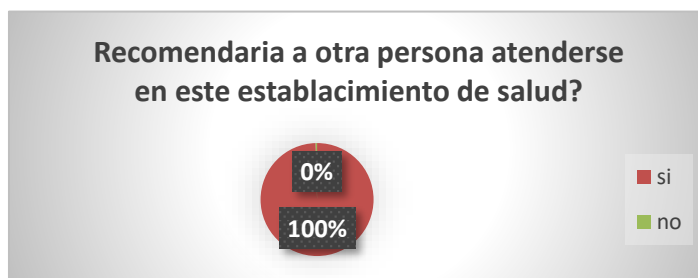 Recomendaria a otra persona atenderse
en este establacimiento de salud?
0%
100%
si
no